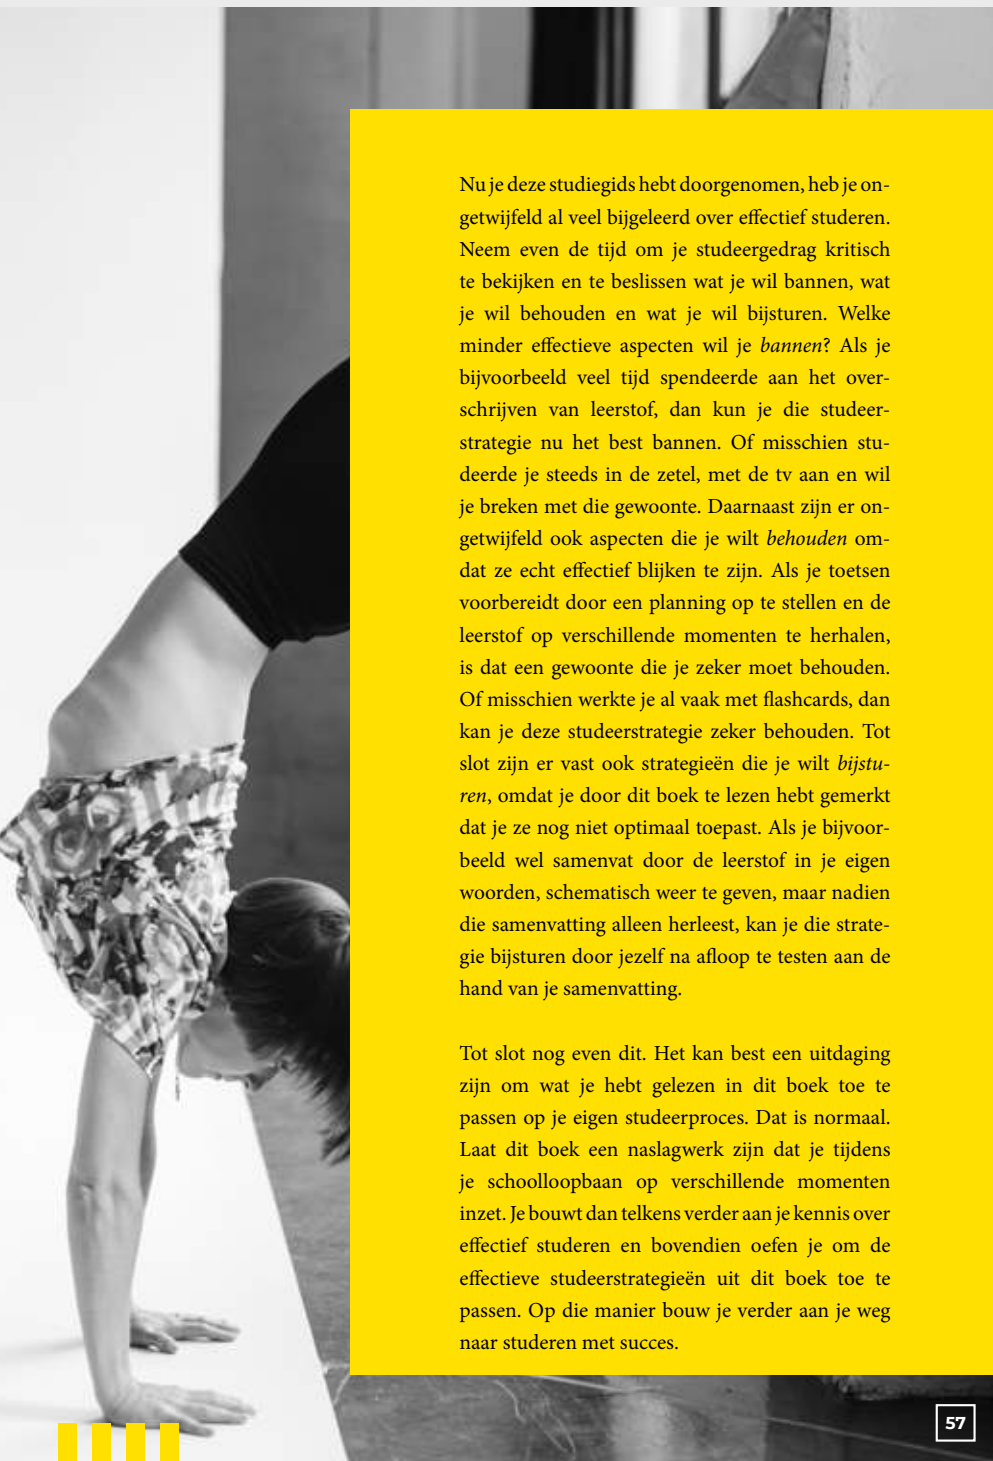 Nu je deze studiegids hebt doorgenomen, heb je on-
getwijfeld al veel bijgeleerd over effectief studeren.
Neem even de tijd om je studeergedrag kritisch
te bekijken en te beslissen wat je wil bannen, wat
je wil behouden en wat je wil bijsturen. Welke
minder effectieve aspecten wil je bannen? Als je
bijvoorbeeld veel tijd spendeerde aan het over-
schrijven van leerstof, dan kun je die studeer-
strategie nu het best bannen. Of misschien stu-
deerde je steeds in de zetel, met de tv aan en wil
je breken met die gewoonte. Daarnaast zijn er on-
getwijfeld ook aspecten die je wilt behouden om-
dat ze echt effectief blijken te zijn. Als je toetsen
voorbereidt door een planning op te stellen en de
leerstof op verschillende momenten te herhalen,
is dat een gewoonte die je zeker moet behouden.
Of misschien werkte je al vaak met flashcards, dan
kan je deze studeerstrategie zeker behouden. Tot
slot zijn er vast ook strategieën die je wilt bijstu-
ren, omdat je door dit boek te lezen hebt gemerkt
dat je ze nog niet optimaal toepast. Als je bijvoor-
beeld wel samenvat door de leerstof in je eigen
woorden, schematisch weer te geven, maar nadien
die samenvatting alleen herleest, kan je die strate-
gie bijsturen door jezelf na afloop te testen aan de
hand van je samenvatting.
Tot slot nog even dit. Het kan best een uitdaging
zijn om wat je hebt gelezen in dit boek toe te
passen op je eigen studeerproces. Dat is normaal.
Laat dit boek een naslagwerk zijn dat je tijdens
je schoolloopbaan op verschillende momenten
inzet. Je bouwt dan telkens verder aan je kennis over
effectief studeren en bovendien oefen je om de
effectieve studeerstrategieën uit dit boek toe te
passen. Op die manier bouw je verder aan je weg
naar studeren met succes.
57